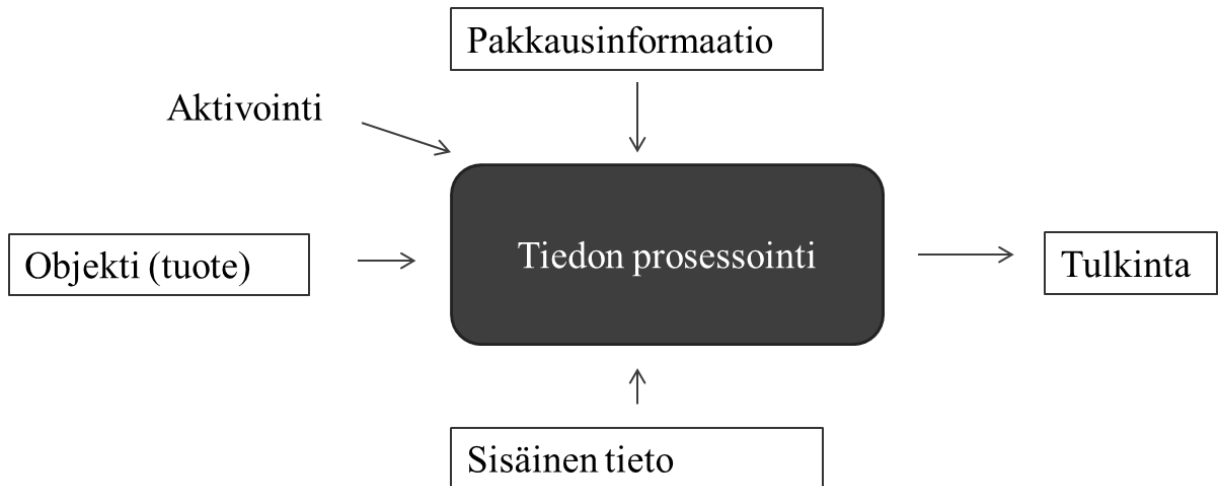 Pakkausinformaatio
Aktivointi
Objekti (tuote)
Tiedon prosessointi
Tulkinta
Sisäinen tieto